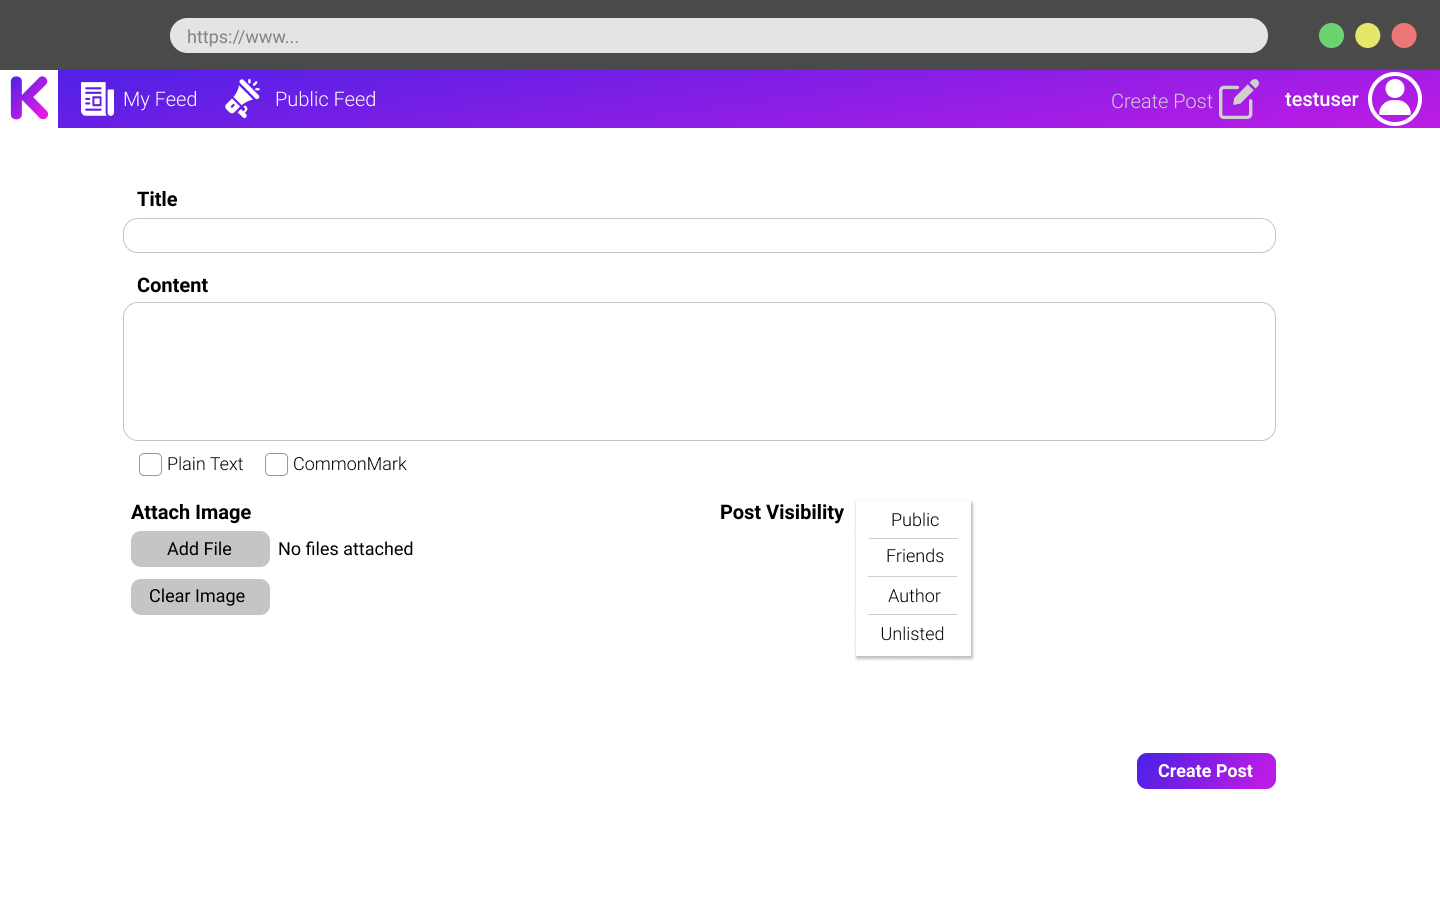 https://www...
K
My Feed
Public Feed
Create Post
testuser
Title
Content
Plain Text
CommonMark
Attach Image
Add File
No files attached
Clear Image
Post Visibility
Public
Friends
Author
Unlisted
Create Post